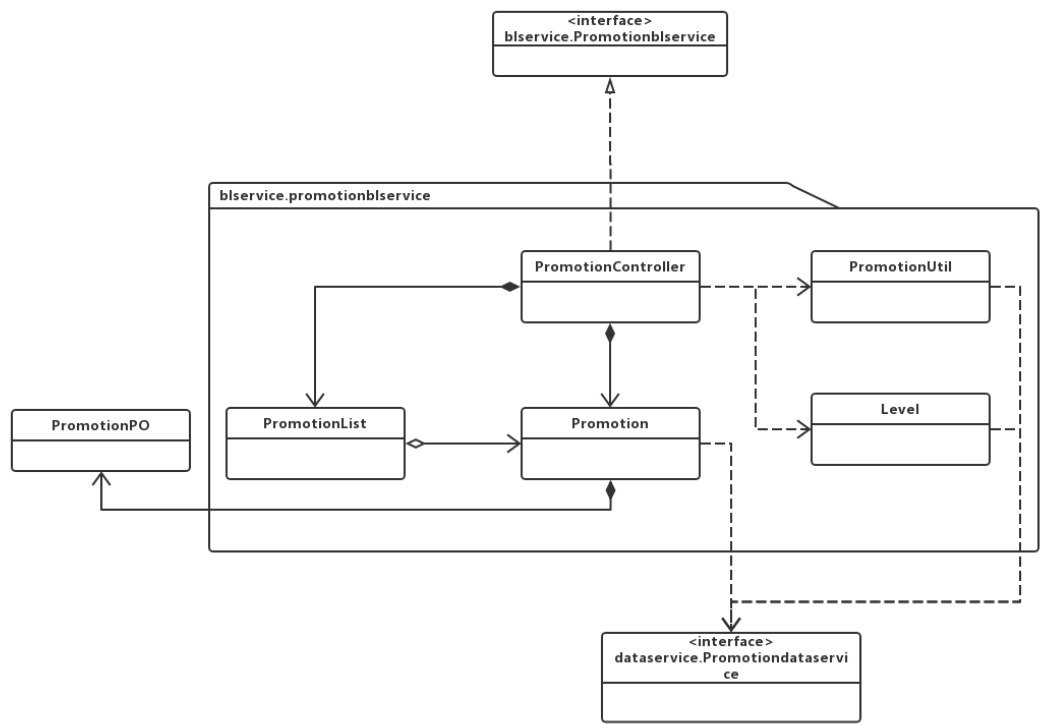 <interface>
blservice.Promotionblservice
blservice.promotionblservice
PromotionController
PromotionUtil
PromotionPO
PromotionList
Promotion
Level
<interface>
dataservice.Promotiondataservi
ce